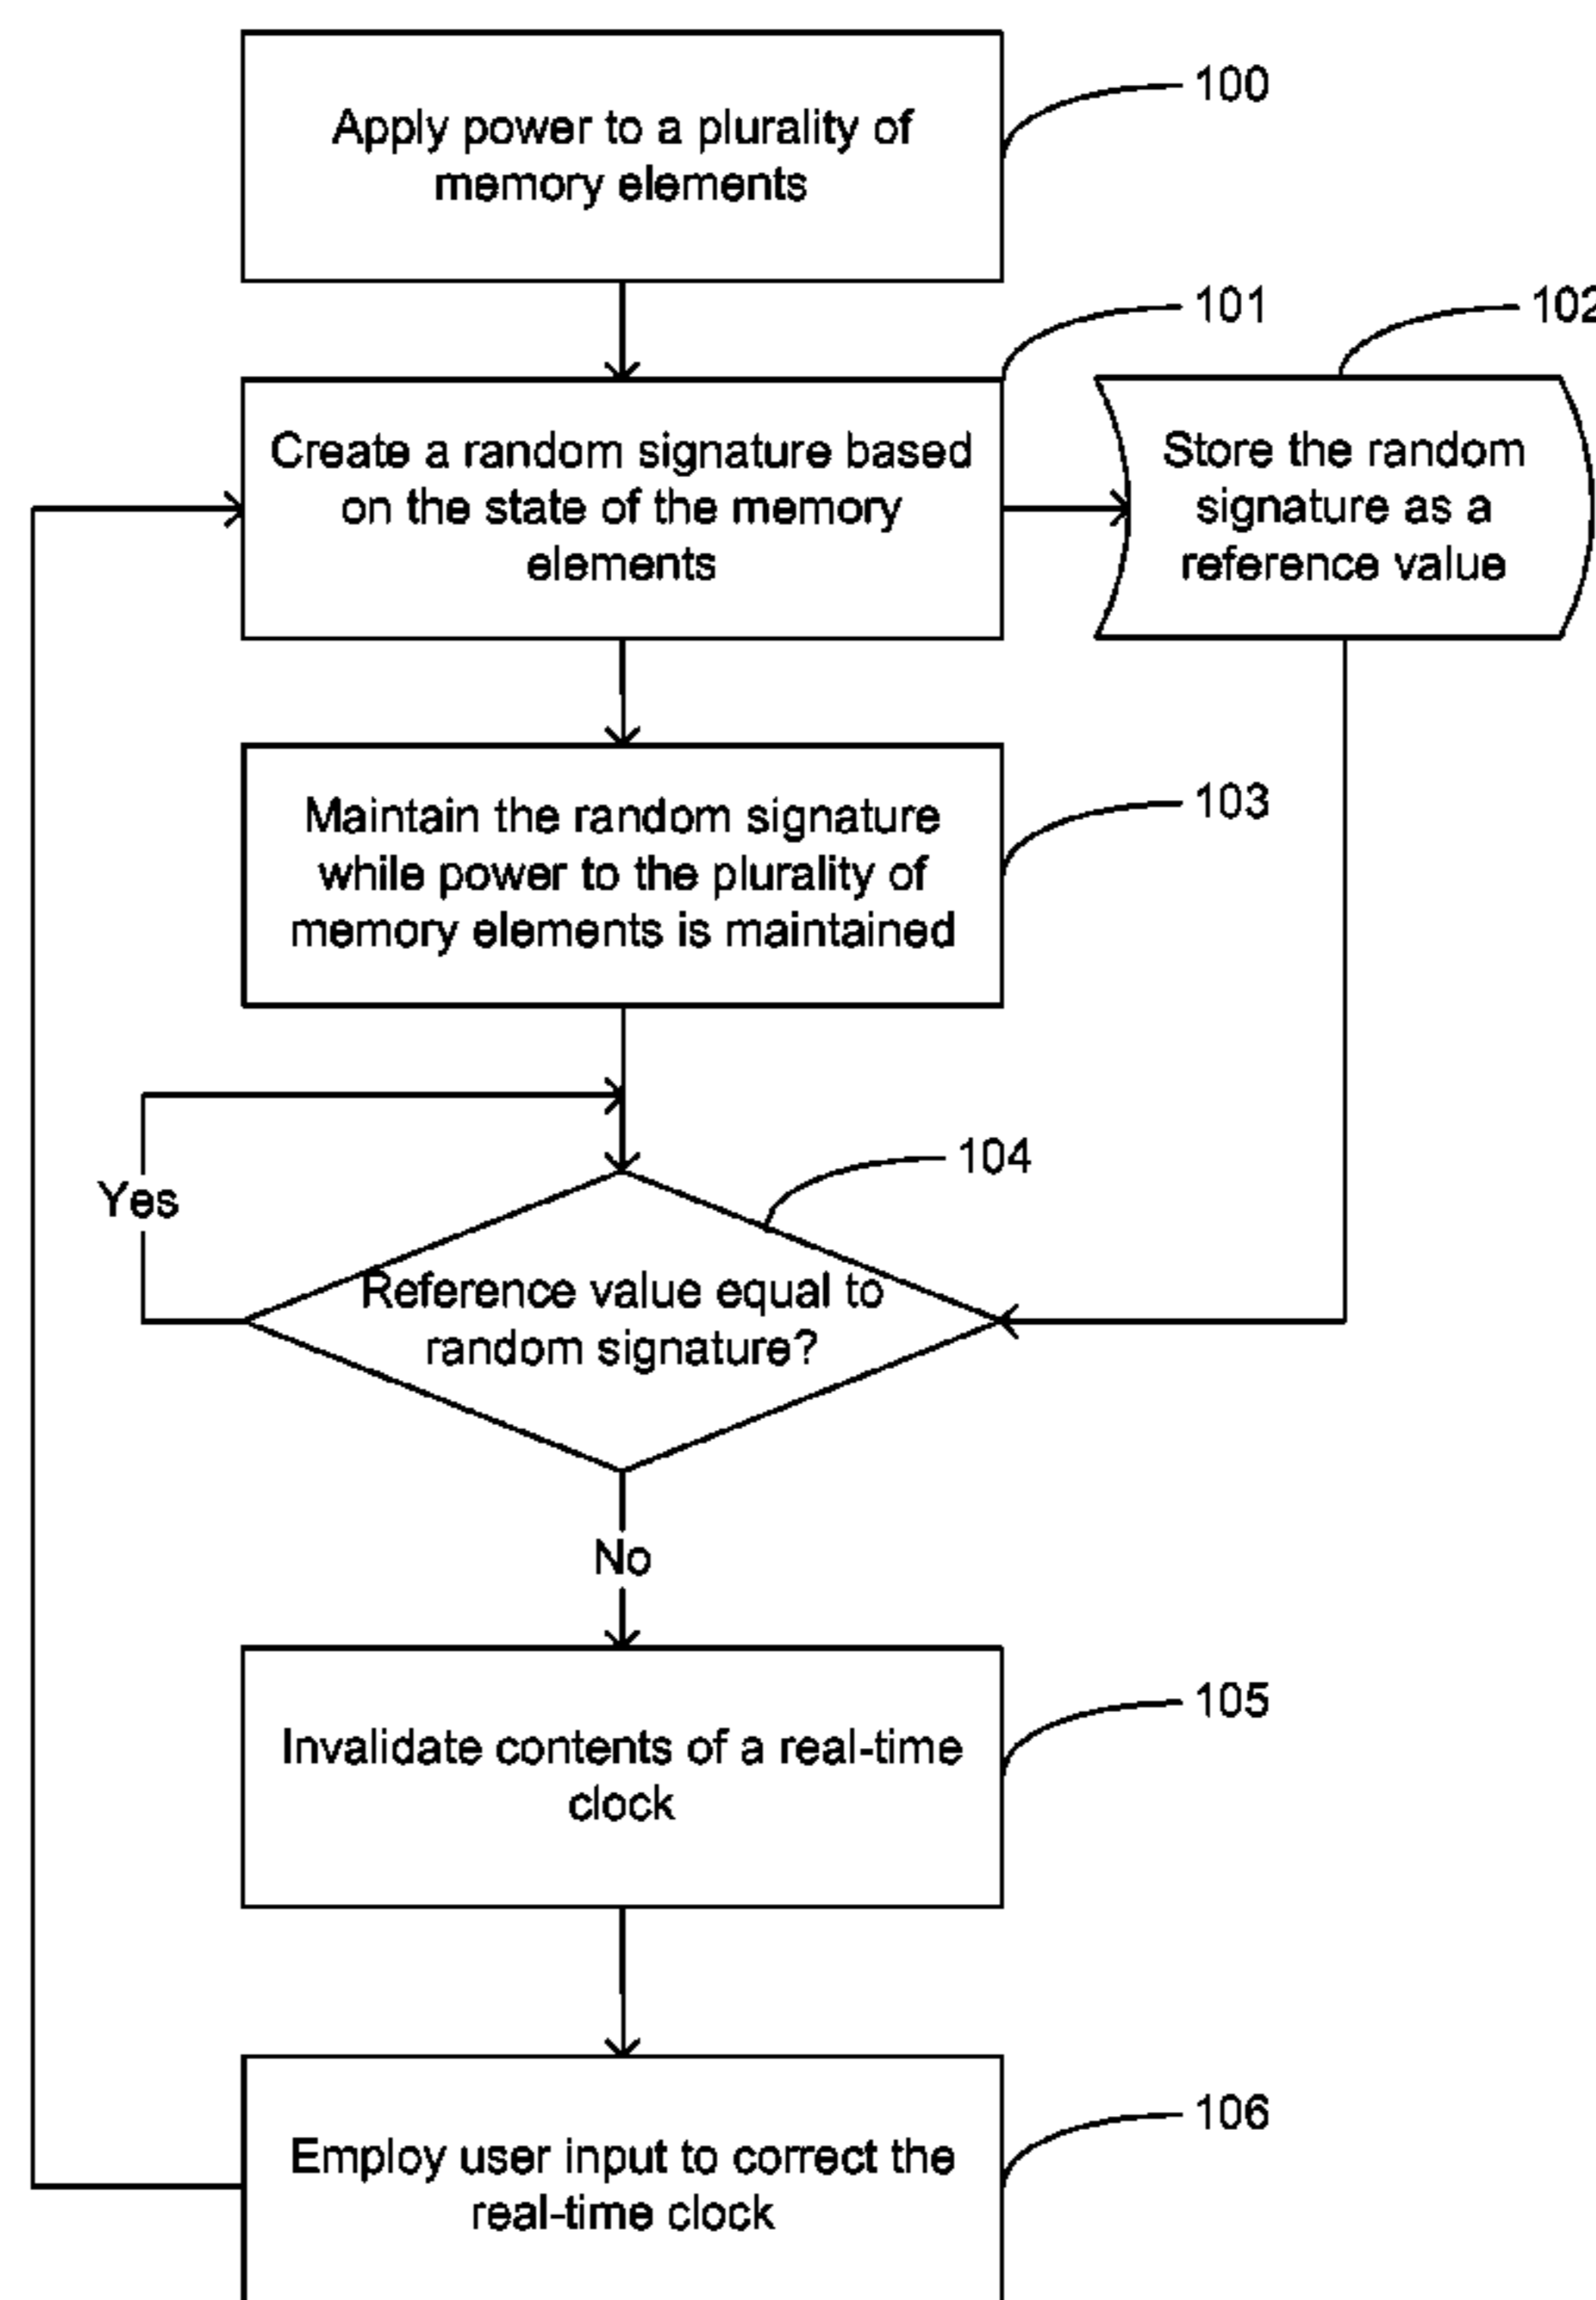 Apply power to a plurality of
memory elements
100
101
102
Create a random signature based
on the state of the memory
elements
Store the random
signature as a
reference value
Maintain the random signature
while power to the plurality of
memory elements is maintained
103
104
Yes
Reference value equal to
random signature?
No
Invalidate contents of a real-time
clock
105
Employ user input to correct the
real-time clock
106